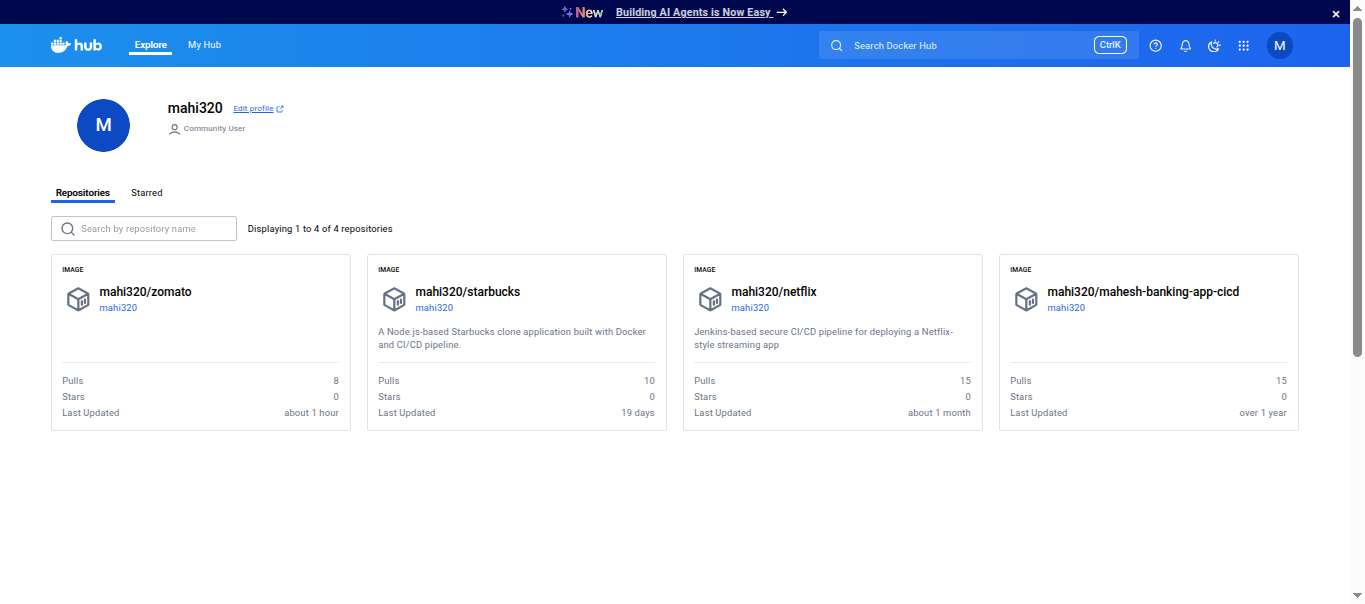 New Building AI Agents is Now Easy
hub Explore My Hub Search Docker Hub CtrlK M
M
mahi320 Edit profile
Community User
Repositories Starred
Search by repository name Displaying 1 to 4 of 4 repositories
IMAGE
mahi320/zomato
mahi320
Pulls 8
Stars 0
Last Updated about 1 hour
IMAGE
mahi320/starbucks
mahi320
A Node.js-based Starbucks clone application built with Docker
and CI/CD pipeline.
Pulls 10
Stars 0
Last Updated 19 days
IMAGE
mahi320/netflix
mahi320
Jenkins-based secure CI/CD pipeline for deploying a Netflix-
style streaming app
Pulls 15
Stars 0
Last Updated about 1 month
IMAGE
mahi320/mahesh-banking-app-cicd
mahi320
Pulls 15
Stars 0
Last Updated over 1 year